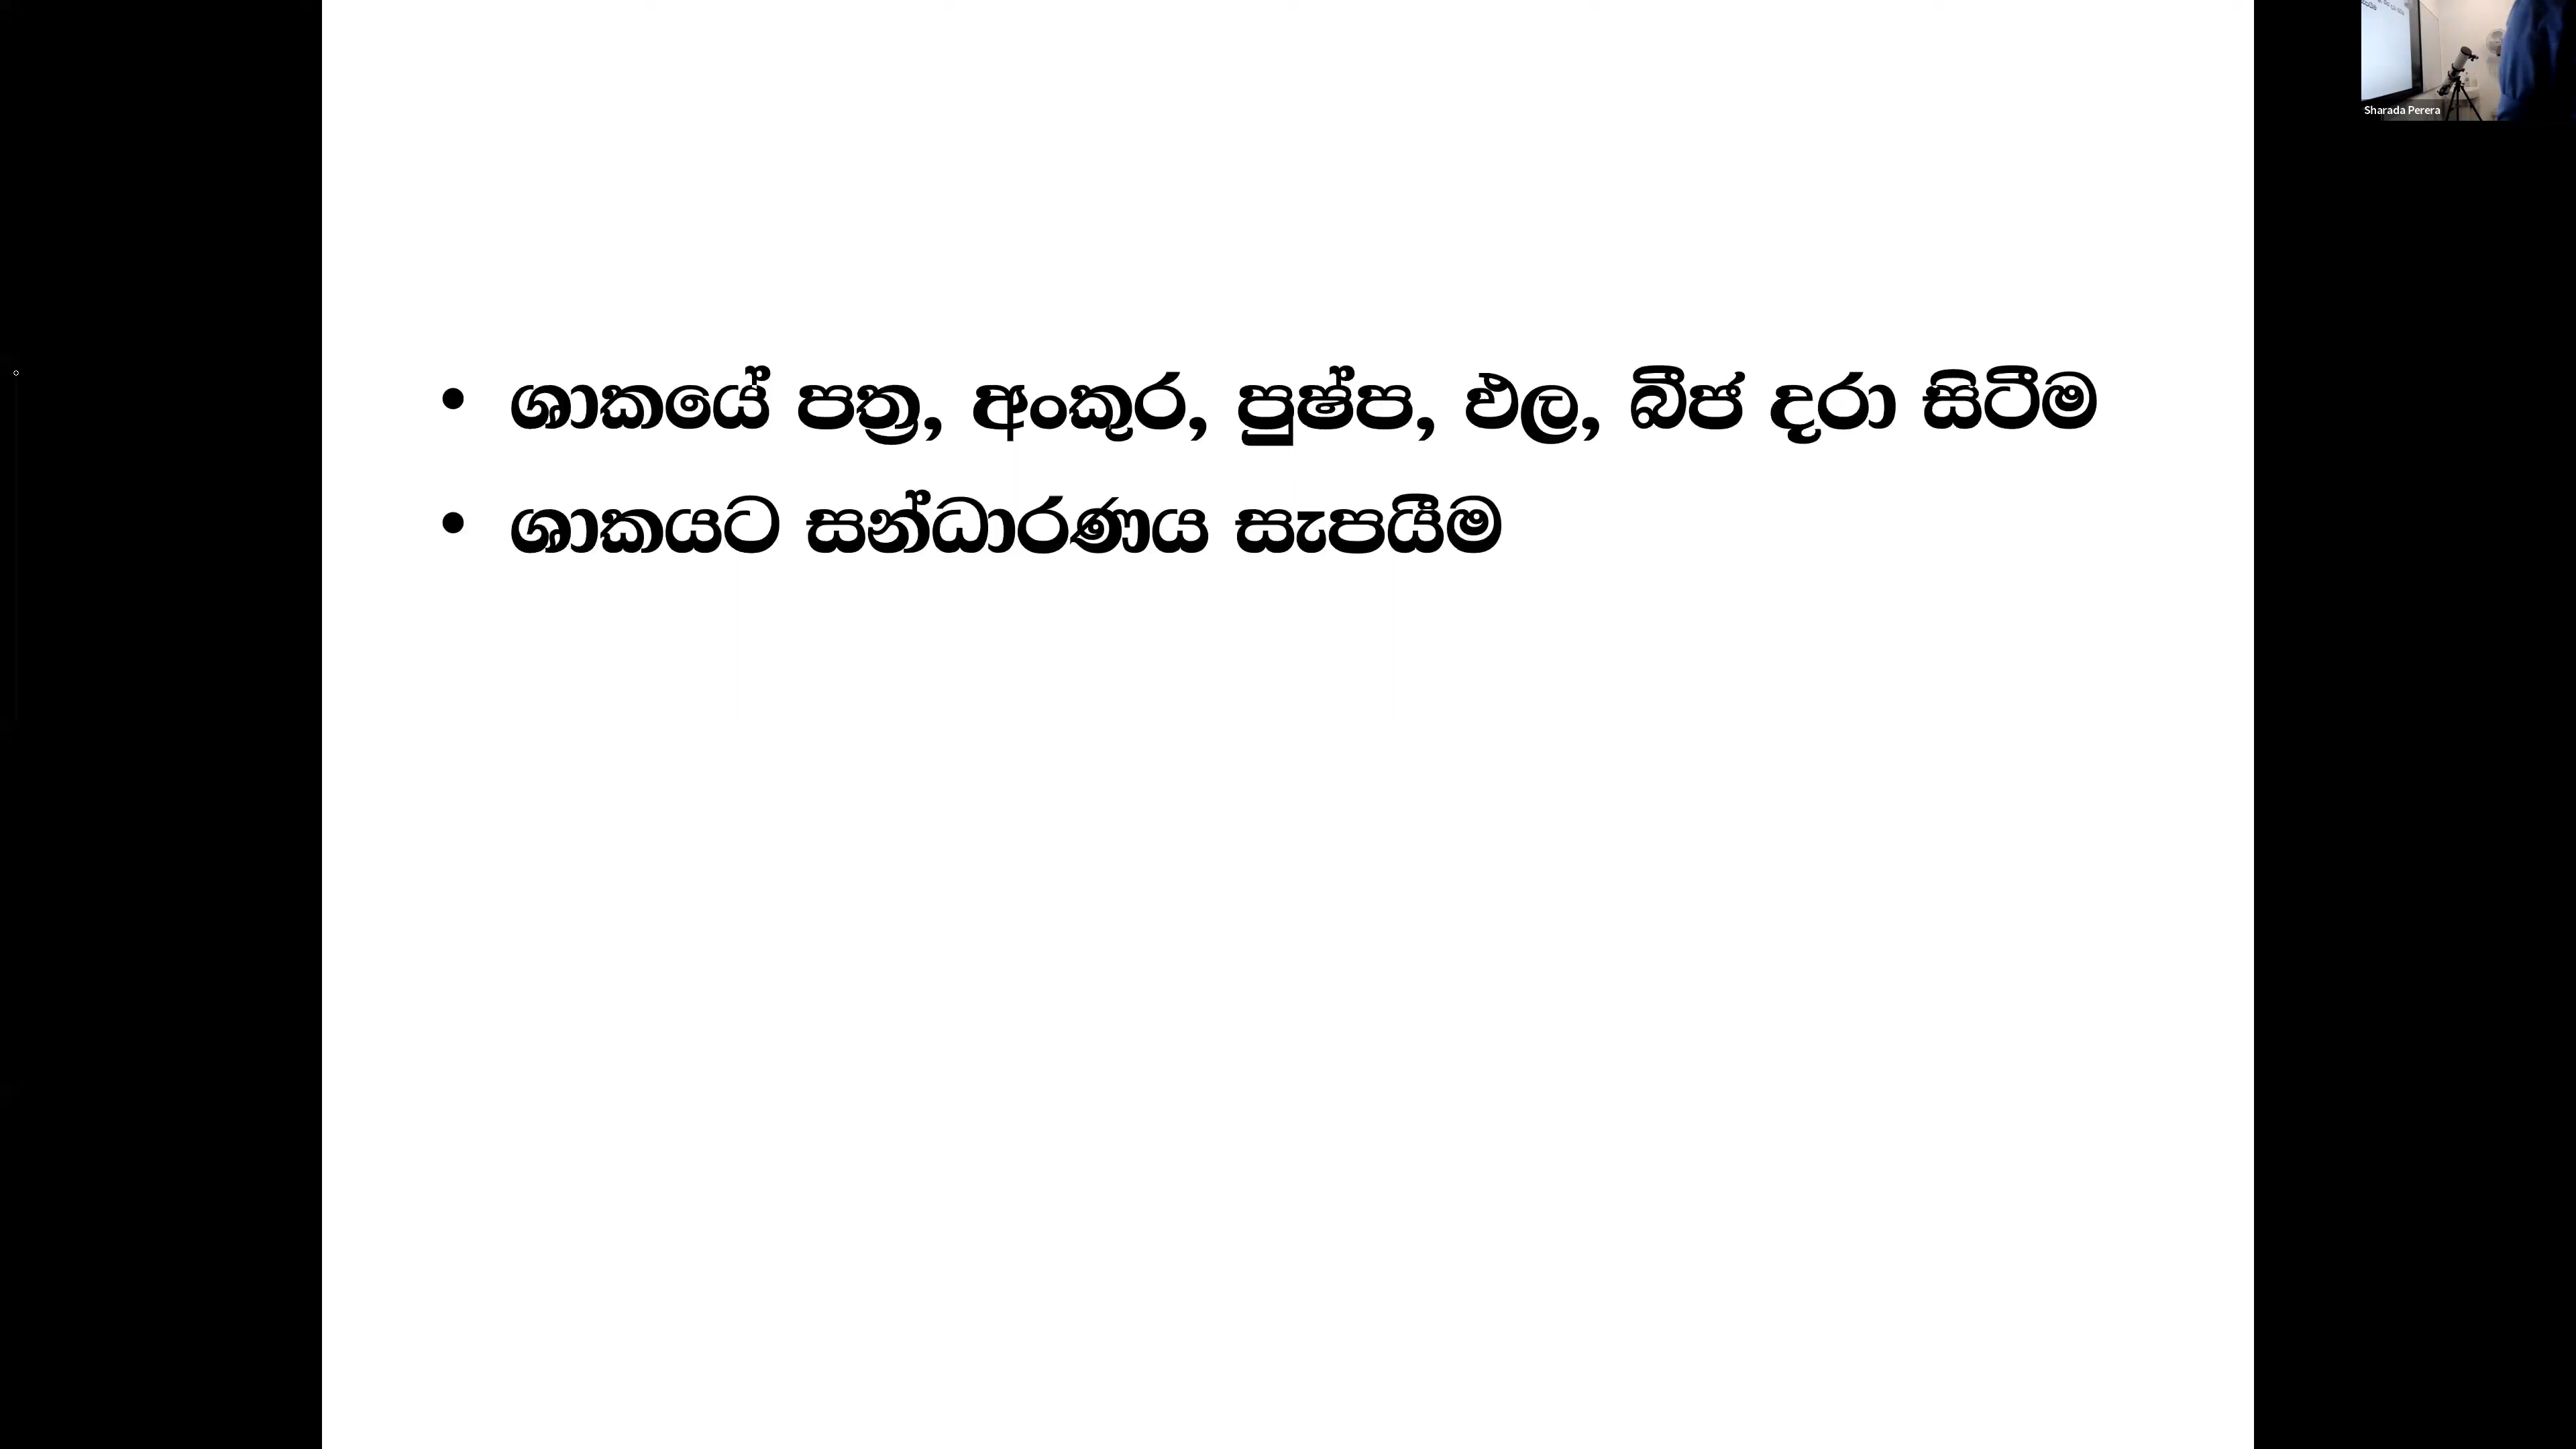 • ශාකයේ පත්‍ර, අංකුර, පුෂ්ප, ඵල, බීජ දරා සිටීම
• ශාකයට සන්ධාරණය සැපයීම
Sharada Perera